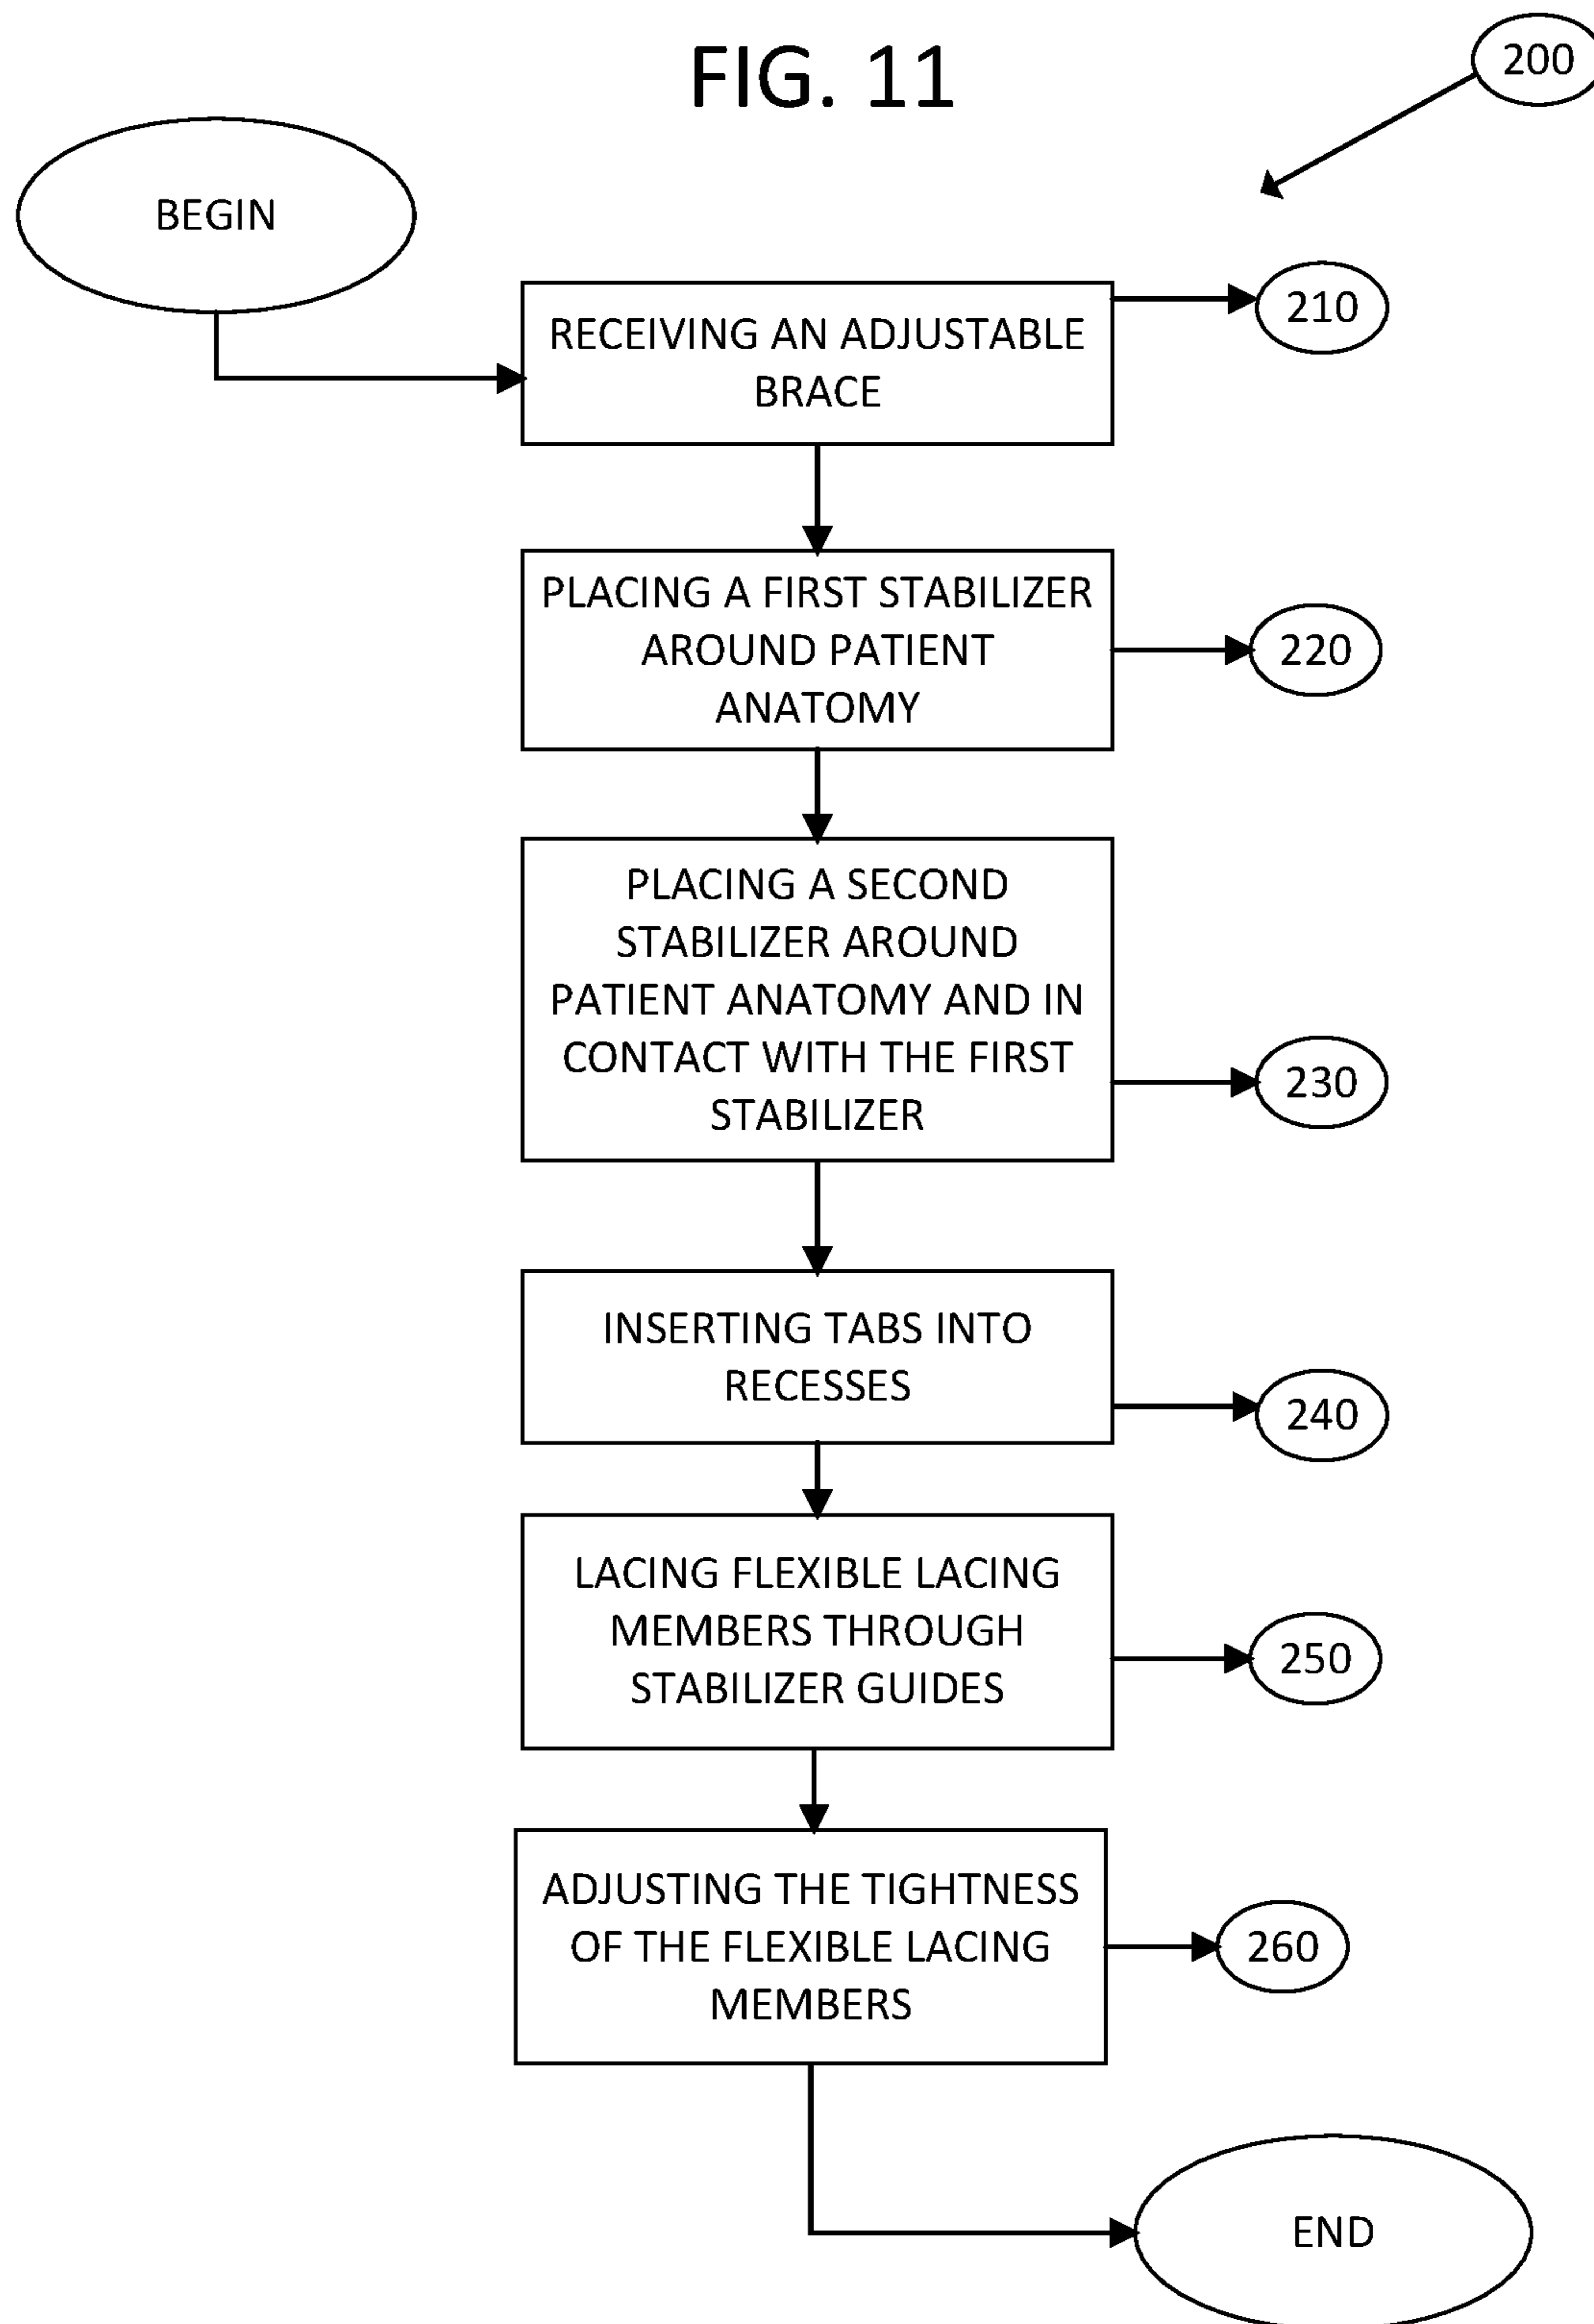 FIG. 11
200
BEGIN
RECEIVING AN ADJUSTABLE
BRACE
210
PLACING A FIRST STABILIZER
AROUND PATIENT
ANATOMY
220
PLACING A SECOND
STABILIZER AROUND
PATIENT ANATOMY AND IN
CONTACT WITH THE FIRST
STABILIZER
230
INSERTING TABS INTO
RECESSES
240
LACING FLEXIBLE LACING
MEMBERS THROUGH
STABILIZER GUIDES
250
ADJUSTING THE TIGHTNESS
OF THE FLEXIBLE LACING
MEMBERS
260
END